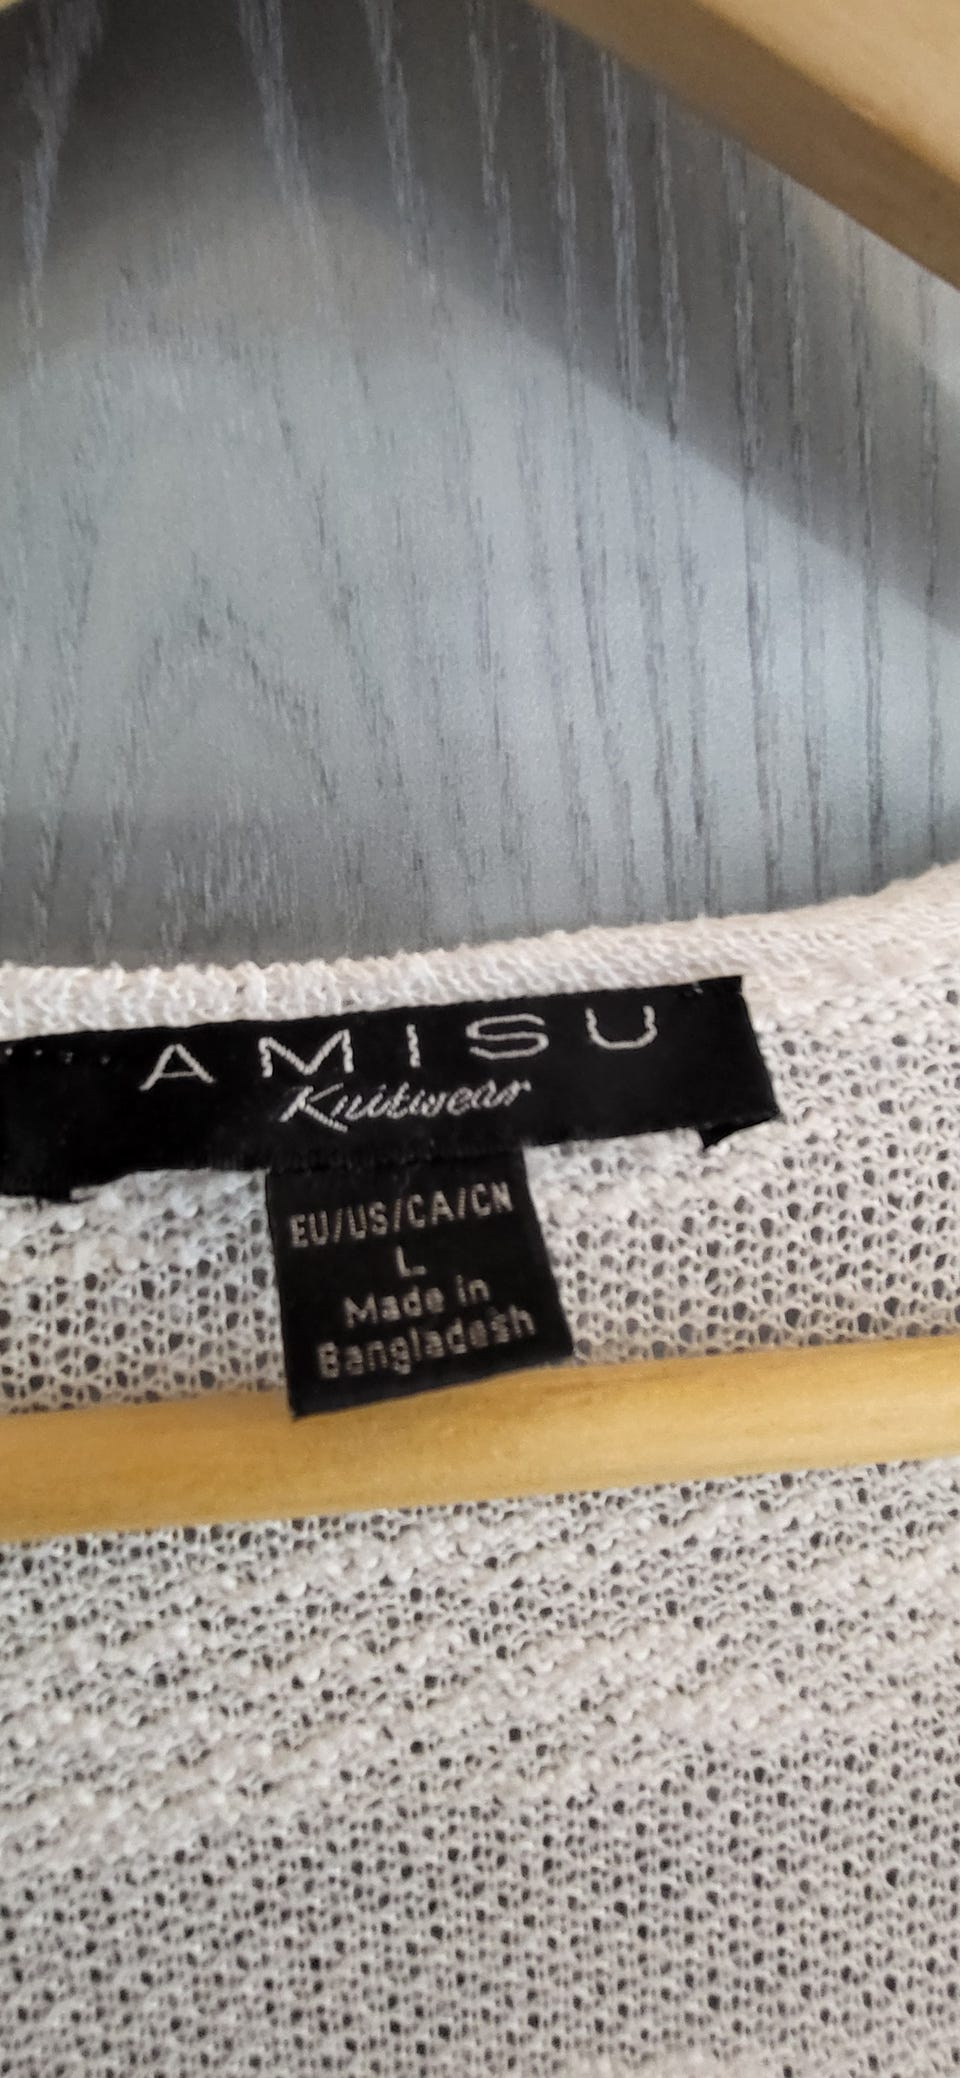 AMISU
Knitwear
EU/US/CA/CN
L
Made in
Bangladesh